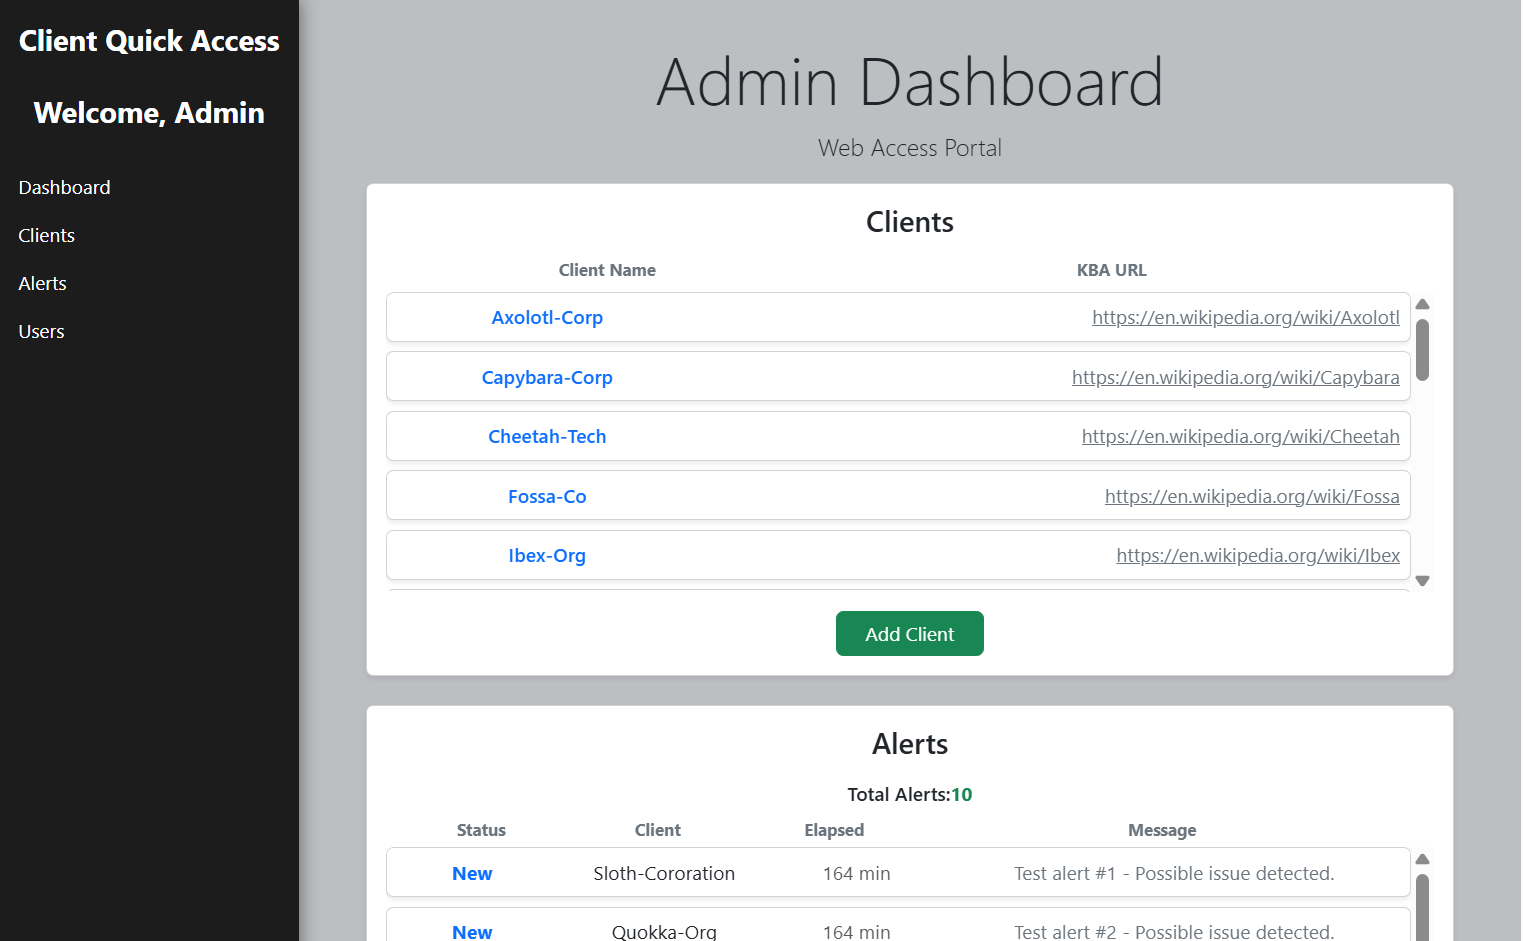 Client Quick Access
Welcome, Admin
Dashboard
Clients
Alerts
Users
Admin Dashboard
Web Access Portal
Clients
Client Name KBA URL
Axolotl-Corp https://en.wikipedia.org/wiki/Axolotl
Capybara-Corp https://en.wikipedia.org/wiki/Capybara
Cheetah-Tech https://en.wikipedia.org/wiki/Cheetah
Fossa-Co https://en.wikipedia.org/wiki/Fossa
Ibex-Org https://en.wikipedia.org/wiki/Ibex
Add Client
Alerts
Total Alerts:10
Status Client Elapsed Message
New Sloth-Cororation 164 min Test alert #1 - Possible issue detected.
New Quokka-Org 164 min Test alert #2 - Possible issue detected.